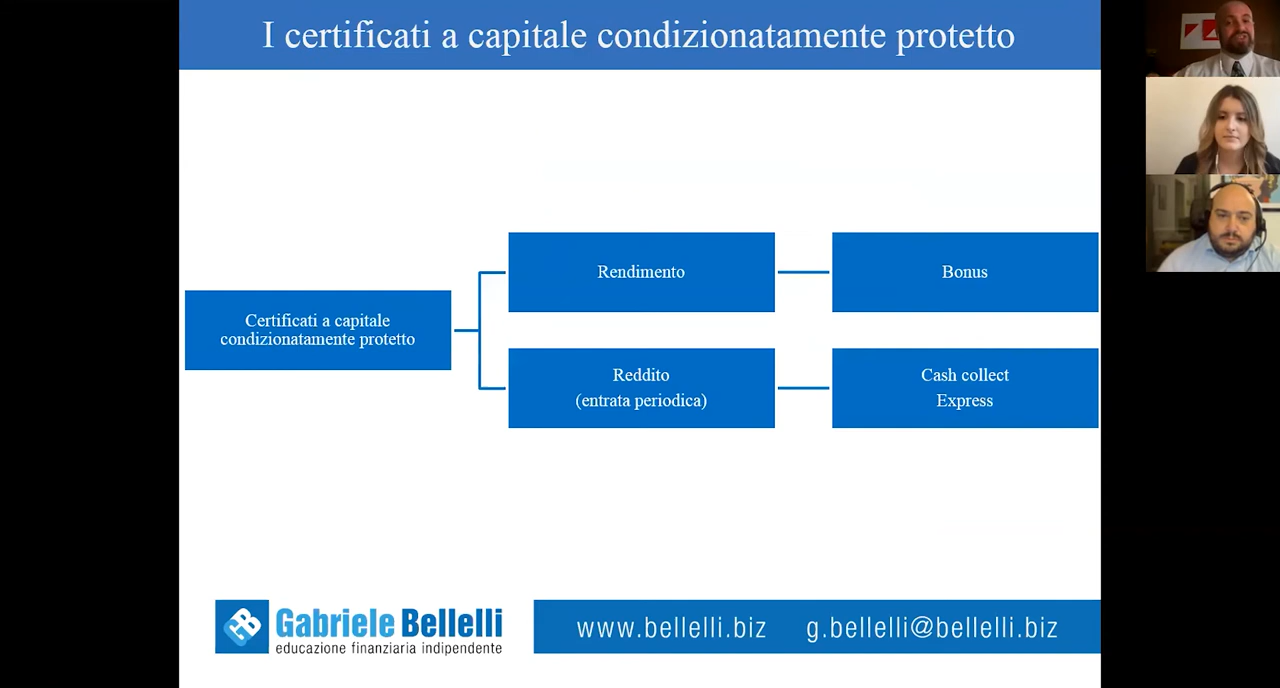 I certificati a capitale condizionatamente protetto
Certificati a capitale
condizionatamente protetto
Rendimento
Bonus
Reddito
(entrata periodica)
Cash collect
Express
GB
Gabriele Bellelli
educazione finanziaria indipendente
www.bellelli.biz g.bellelli@bellelli.biz